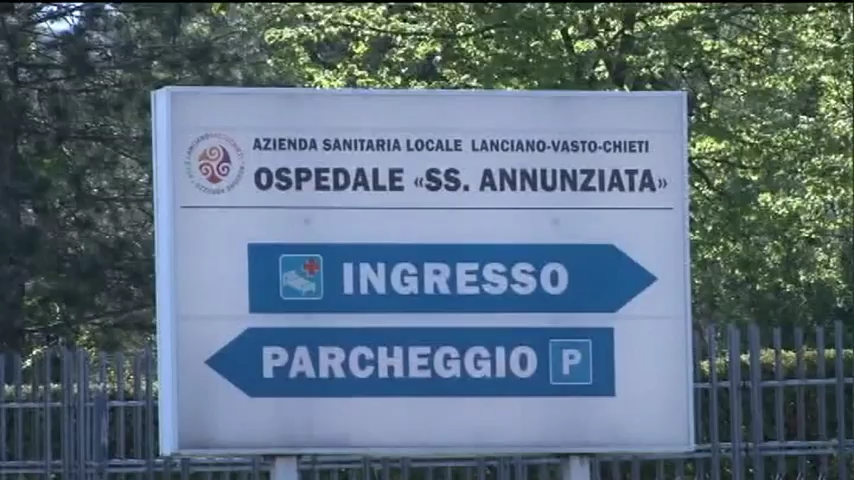 AZIENDA SANITARIA LOCALE LANCIANO-VASTO-CHIETI
OSPEDALE «SS. ANNUNZIATA»
INGRESSO
PARCHEGGIO P